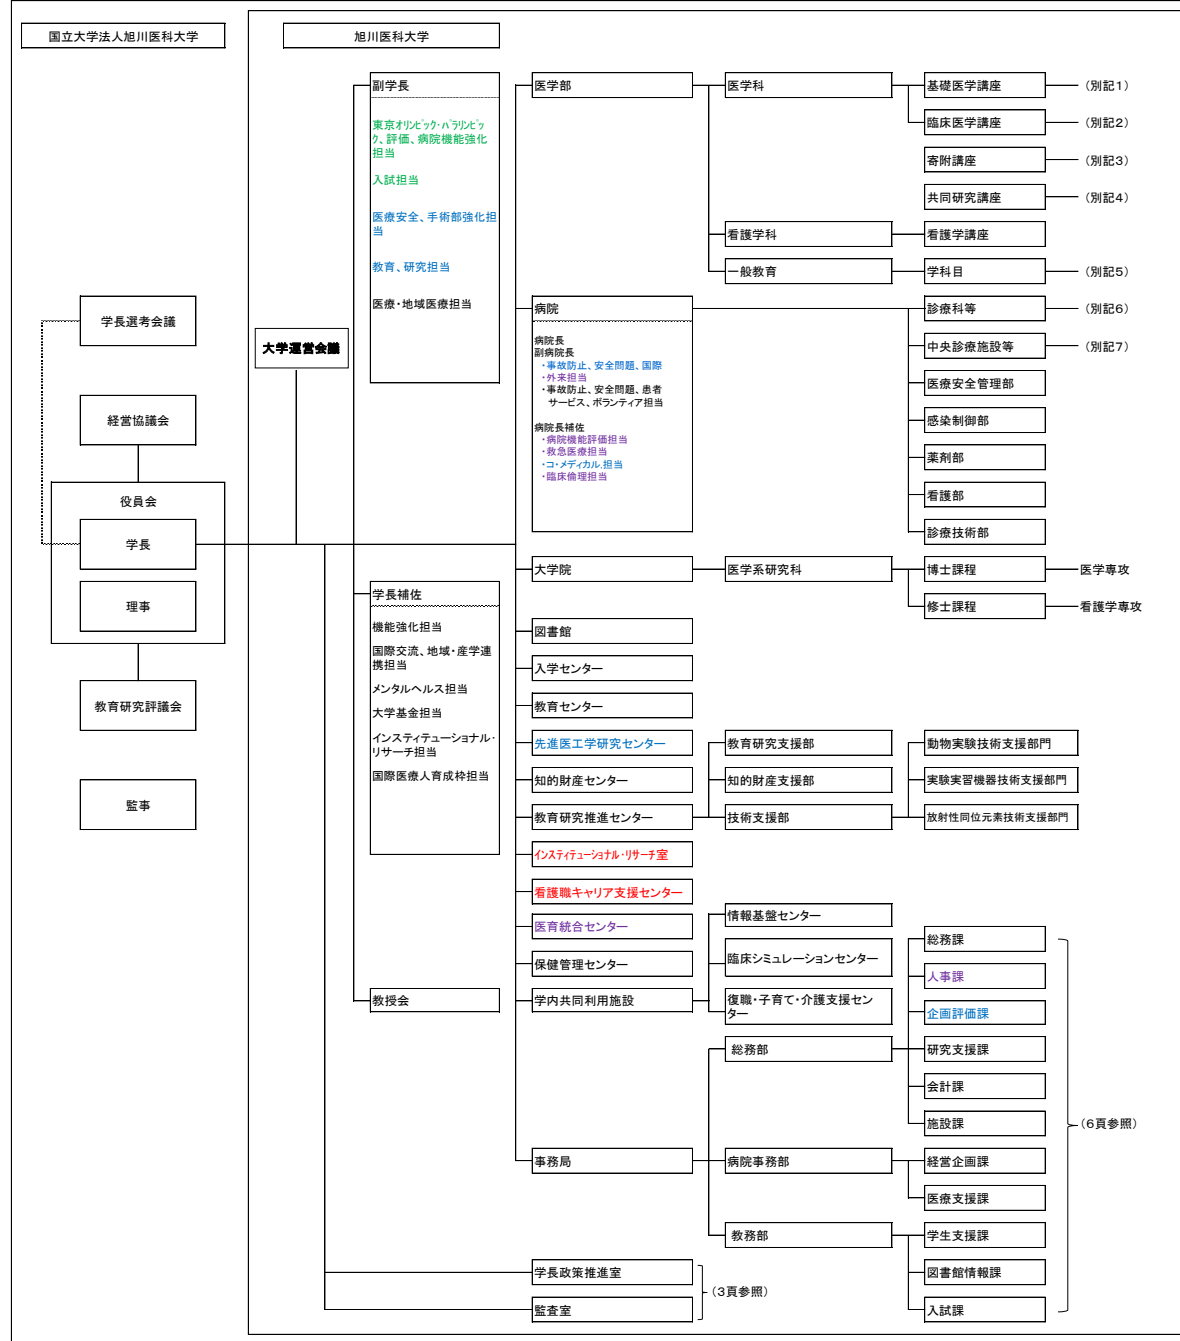 国立大学法人旭川医科大学
旭川医科大学
学長選考会議
経営協議会
役員会
学長
理事
教育研究評議会
監事
大学運営会議
副学長
東京オリンピック・パラリンピッ
ク、評価、病院機能強化
担当
入試担当
医療安全、手術部強化担
当
教育、研究担当
医療・地域医療担当
学長補佐
機能強化担当
国際交流、地域・産学連
携担当
メンタルヘルス担当
大学基金担当
インスティテューショナル・
リサーチ担当
国際医療人育成枠担当
教授会
医学部
医学科
基礎医学講座
(別記1)
臨床医学講座
(別記2)
寄附講座
(別記3)
共同研究講座
(別記4)
看護学科
看護学講座
一般教育
学科目
(別記5)
病院
病院長
副病院長
・事故防止、安全問題、国際
・外来担当
・事故防止、安全問題、患者
サービス、ボランティア担当
病院長補佐
・病院機能評価担当
・救急医療担当
・コ・メディカル.担当
・臨床倫理担当
診療科等
(別記6)
中央診療施設等
(別記7)
医療安全管理部
感染制御部
薬剤部
看護部
診療技術部
大学院
医学系研究科
博士課程
医学専攻
修士課程
看護学専攻
図書館
入学センター
教育センター
先進医工学研究センター
知的財産センター
教育研究推進センター
教育研究支援部
知的財産支援部
技術支援部
動物実験技術支援部門
実験実習機器技術支援部門
放射性同位元素技術支援部門
インスティテューショナル・リサーチ室
看護職キャリア支援センター
医育統合センター
保健管理センター
学内共同利用施設
情報基盤センター
臨床シミュレーションセンター
復職・子育て・介護支援セン
ター
事務局
総務部
総務課
人事課
企画評価課
研究支援課
会計課
施設課
病院事務部
経営企画課
医療支援課
教務部
学生支援課
図書館情報課
入試課
(6頁参照)
学長政策推進室
監査室
(3頁参照)